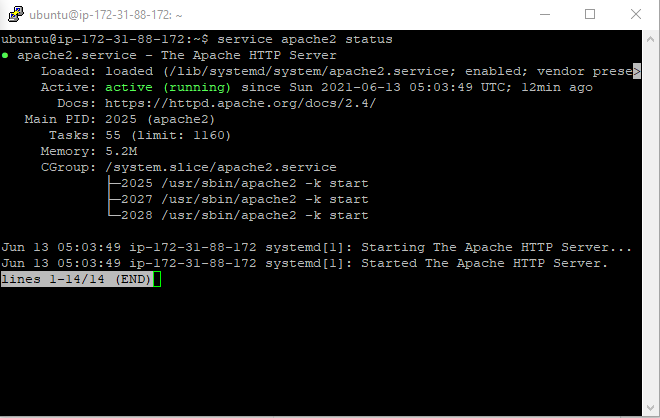 ubuntu@ip-172-31-88-172: ~
ubuntu@ip-172-31-88-172:~$ service apache2 status
● apache2.service - The Apache HTTP Server
     Loaded: loaded (/lib/systemd/system/apache2.service; enabled; vendor prese>
     Active: active (running) since Sun 2021-06-13 05:03:49 UTC; 12min ago
       Docs: https://httpd.apache.org/docs/2.4/
   Main PID: 2025 (apache2)
      Tasks: 55 (limit: 1160)
     Memory: 5.2M
     CGroup: /system.slice/apache2.service
             ├─2025 /usr/sbin/apache2 -k start
             ├─2027 /usr/sbin/apache2 -k start
             └─2028 /usr/sbin/apache2 -k start
Jun 13 05:03:49 ip-172-31-88-172 systemd[1]: Starting The Apache HTTP Server...
Jun 13 05:03:49 ip-172-31-88-172 systemd[1]: Started The Apache HTTP Server.
lines 1-14/14 (END)